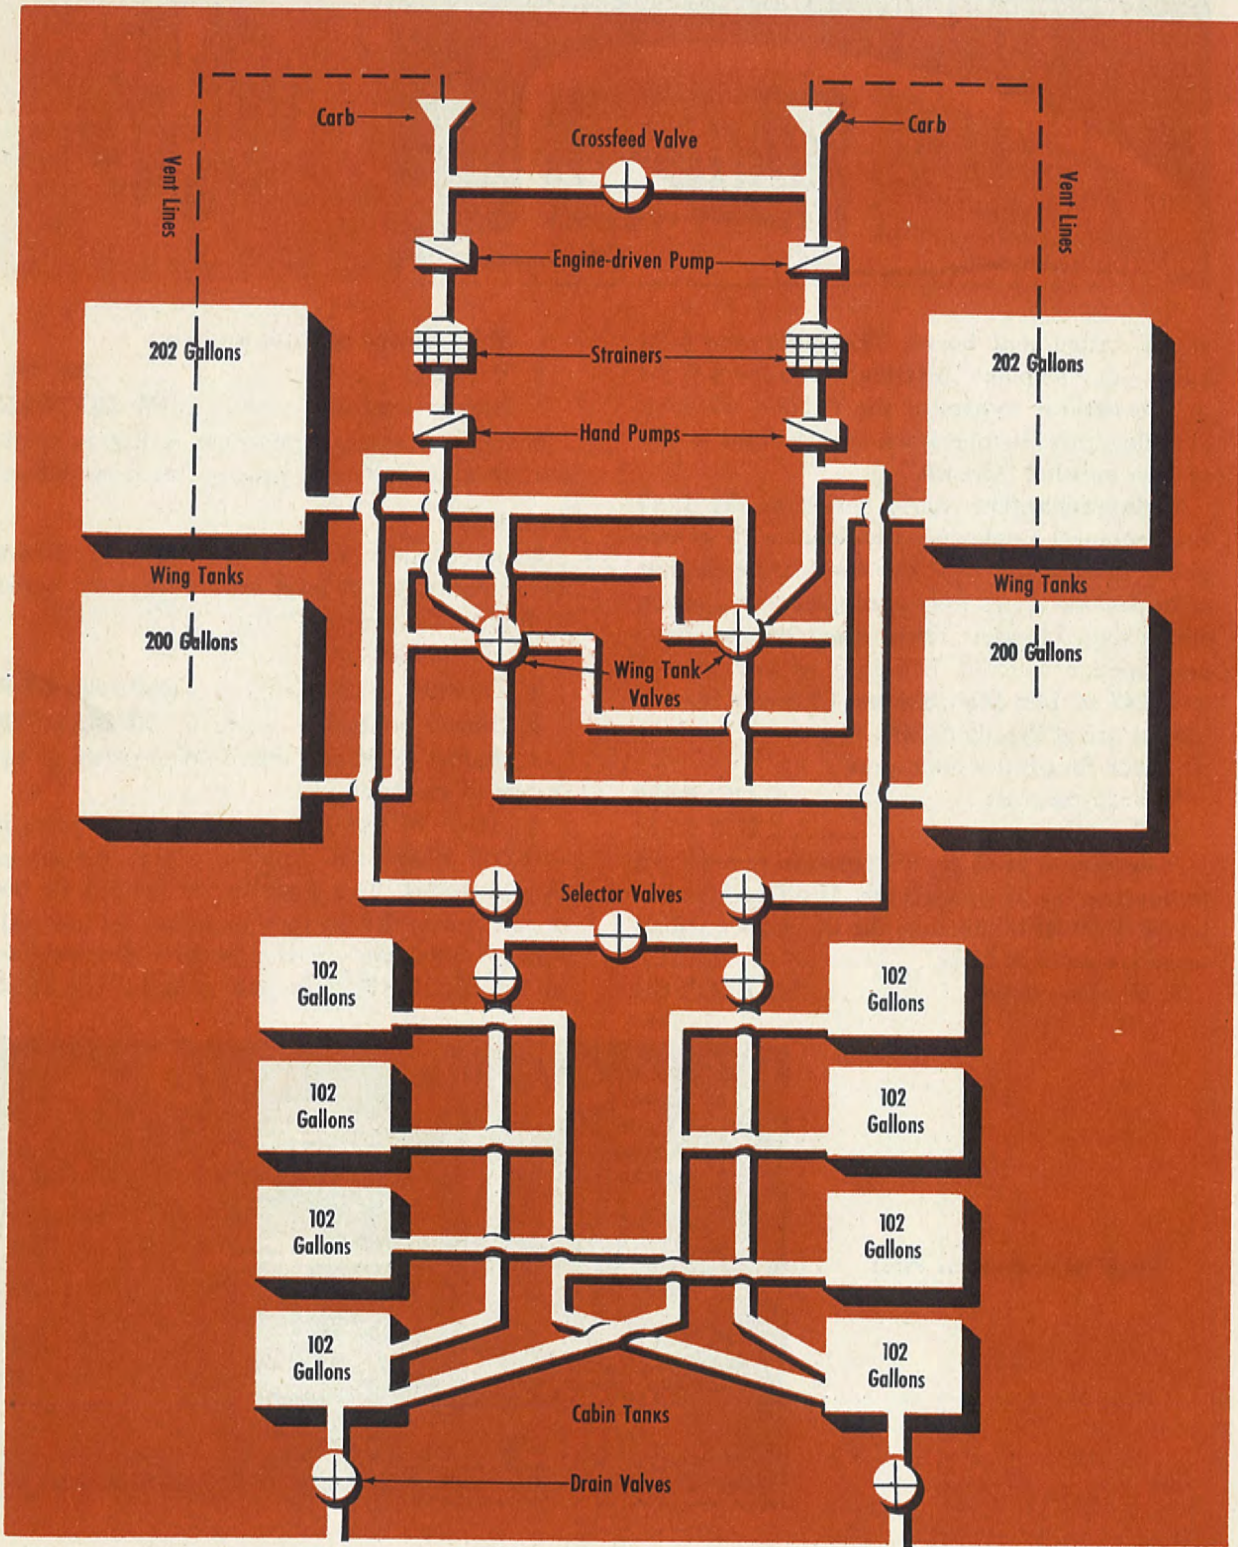 Carb
Carb
Crossfeed Valve
Vent Lines
Vent Lines
Engine-driven Pump
202 Gallons
Strainers
202 Gallons
Hand Pumps
Wing Tanks
Wing Tanks
200 Gallons
200 Gallons
Wing Tank
Valves
Selector Valves
102
Gallons
102
Gallons
102
Gallons
102
Gallons
102
Gallons
102
Gallons
102
Gallons
102
Gallons
Cabin Tanks
Drain Valves